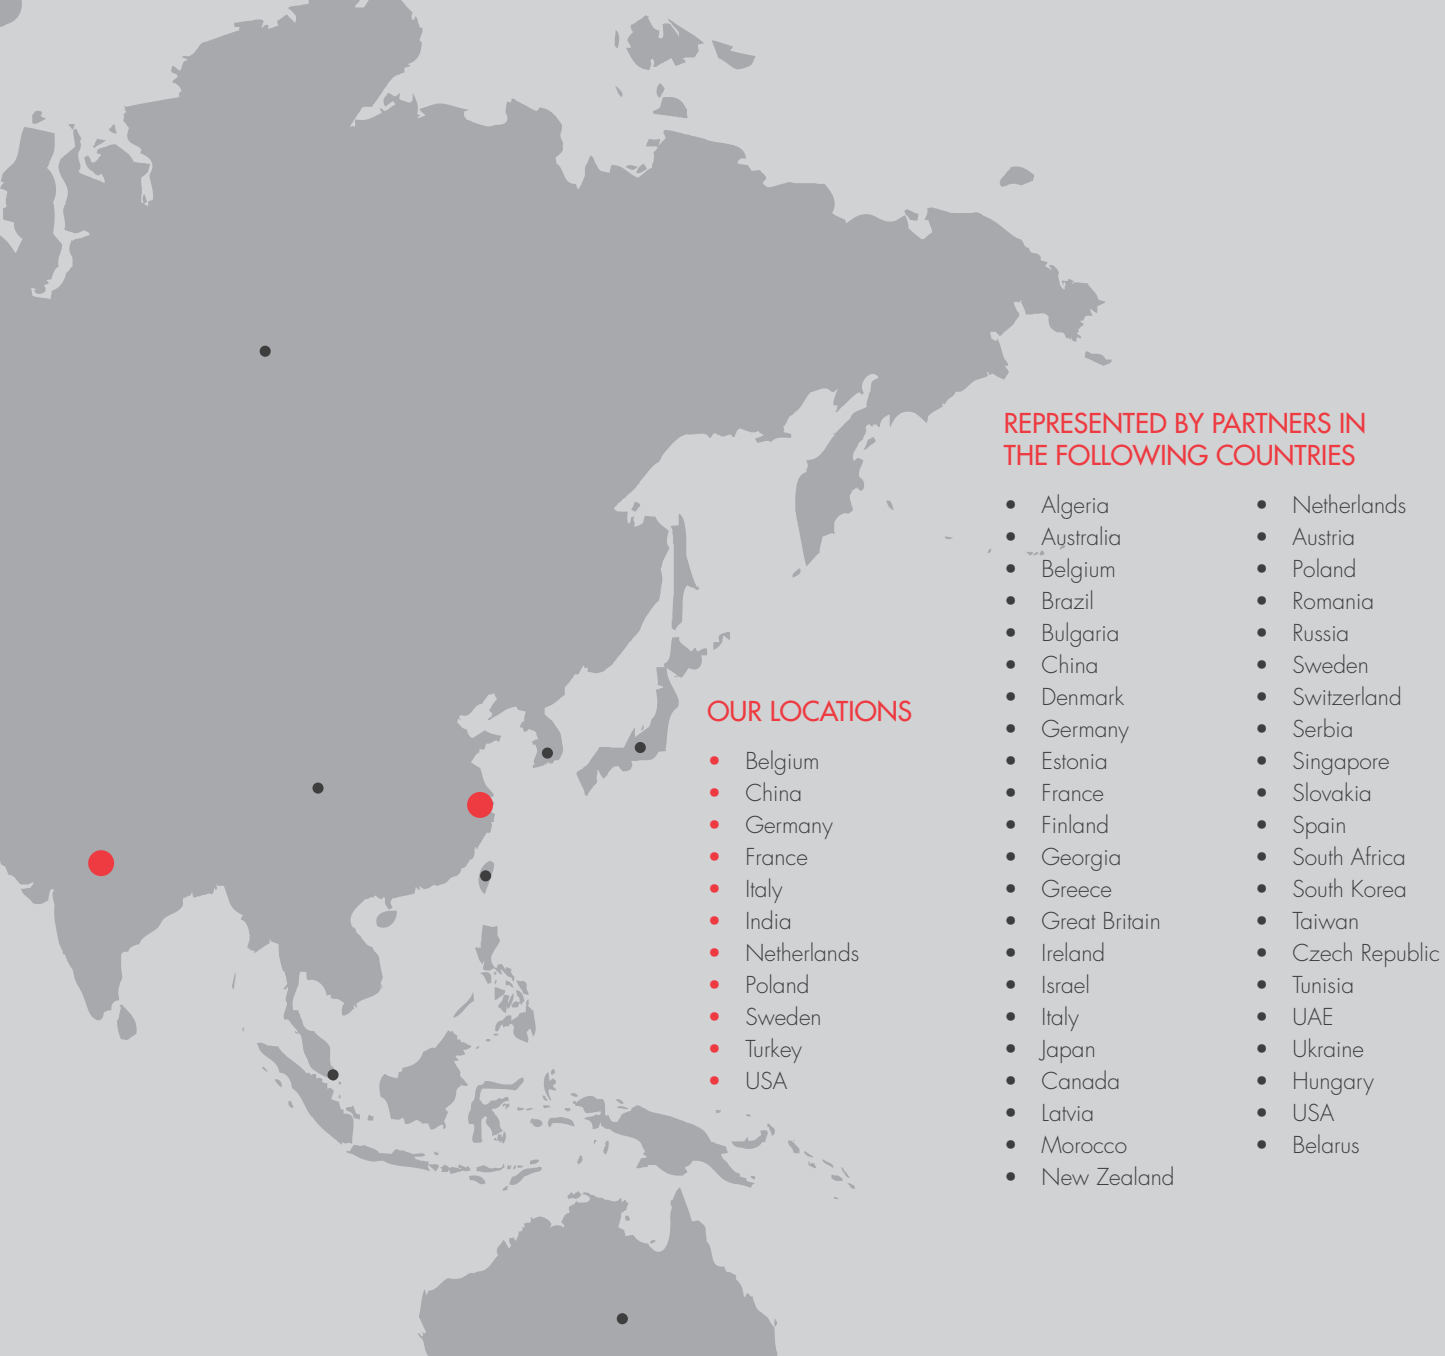 REPRESENTED BY PARTNERS IN
THE FOLLOWING COUNTRIES
Algeria
Australia
Belgium
Brazil
Bulgaria
China
Denmark
Germany
Estonia
France
Finland
Georgia
Greece
Great Britain
Ireland
Israel
Italy
Japan
Canada
Latvia
Morocco
New Zealand
Netherlands
Austria
Poland
Romania
Russia
Sweden
Switzerland
Serbia
Singapore
Slovakia
Spain
South Africa
South Korea
Taiwan
Czech Republic
Tunisia
UAE
Ukraine
Hungary
USA
Belarus
OUR LOCATIONS
Belgium
China
Germany
France
Italy
India
Netherlands
Poland
Sweden
Turkey
USA